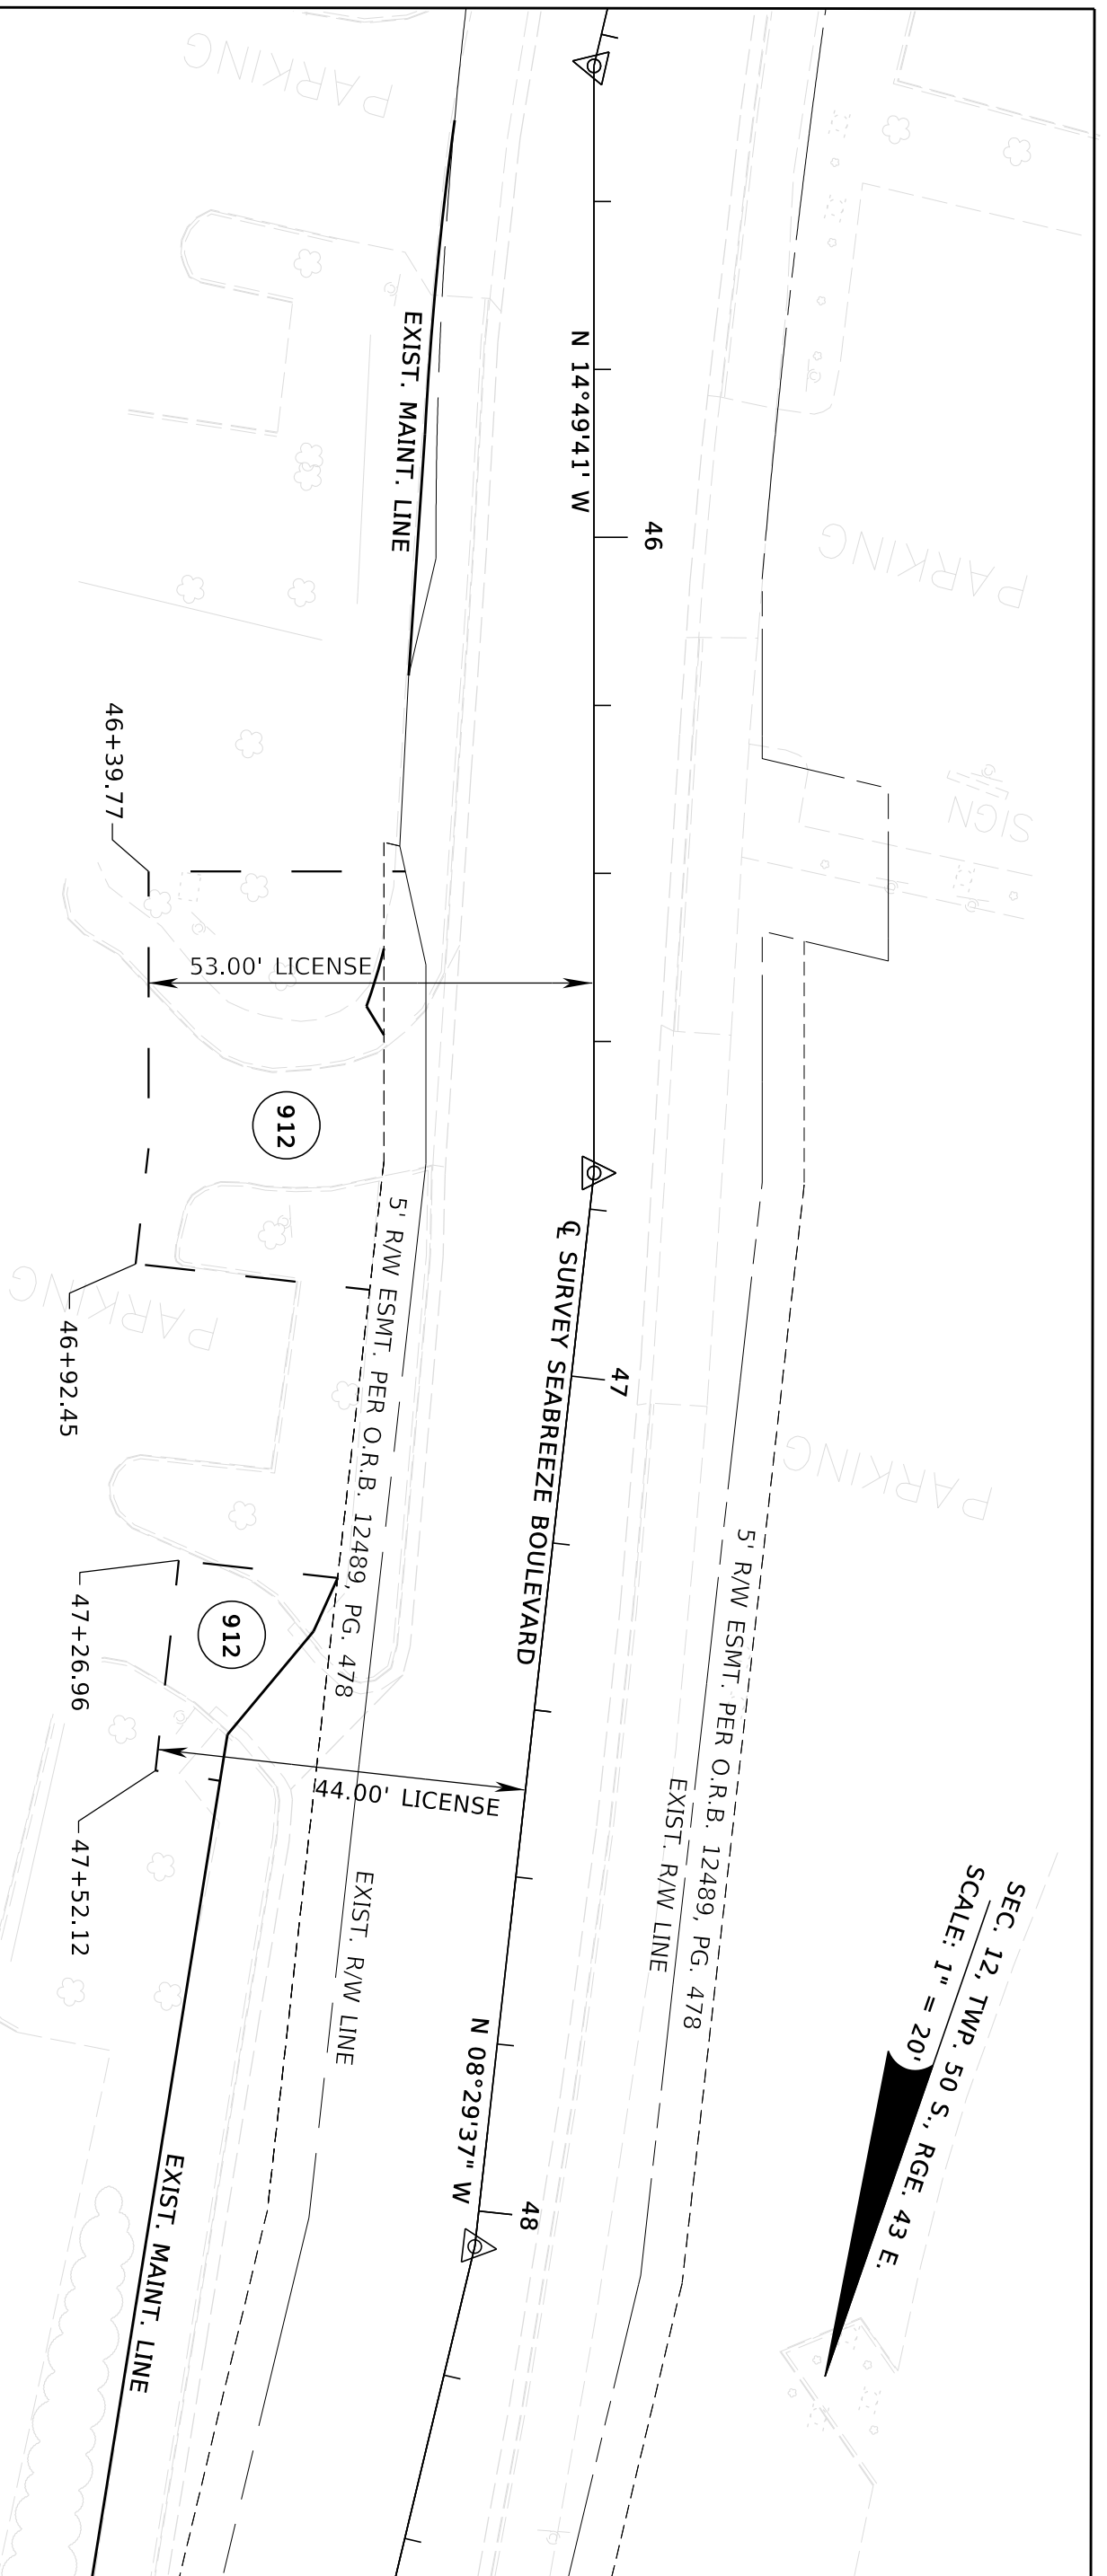 PARKING
EXIST. MAINT. LINE
N 14°49'41' W
46
PARKING
SIGN
46+39.77
53.00' LICENSE
912
PARKING
46+92.45
5' R/W ESMT. PER O.R.B. 12489, PG. 478
℄ SURVEY SEABREEZE BOULEVARD
47
PARKING
5' R/W ESMT. PER O.R.B. 12489, PG. 478
EXIST. R/W LINE
47+26.96
912
44.00' LICENSE
47+52.12
EXIST. R/W LINE
N 08°29'37" W
48
EXIST. MAINT. LINE
SEC. 12, TWP. 50 S., RGE. 43 E.
SCALE: 1" = 20'